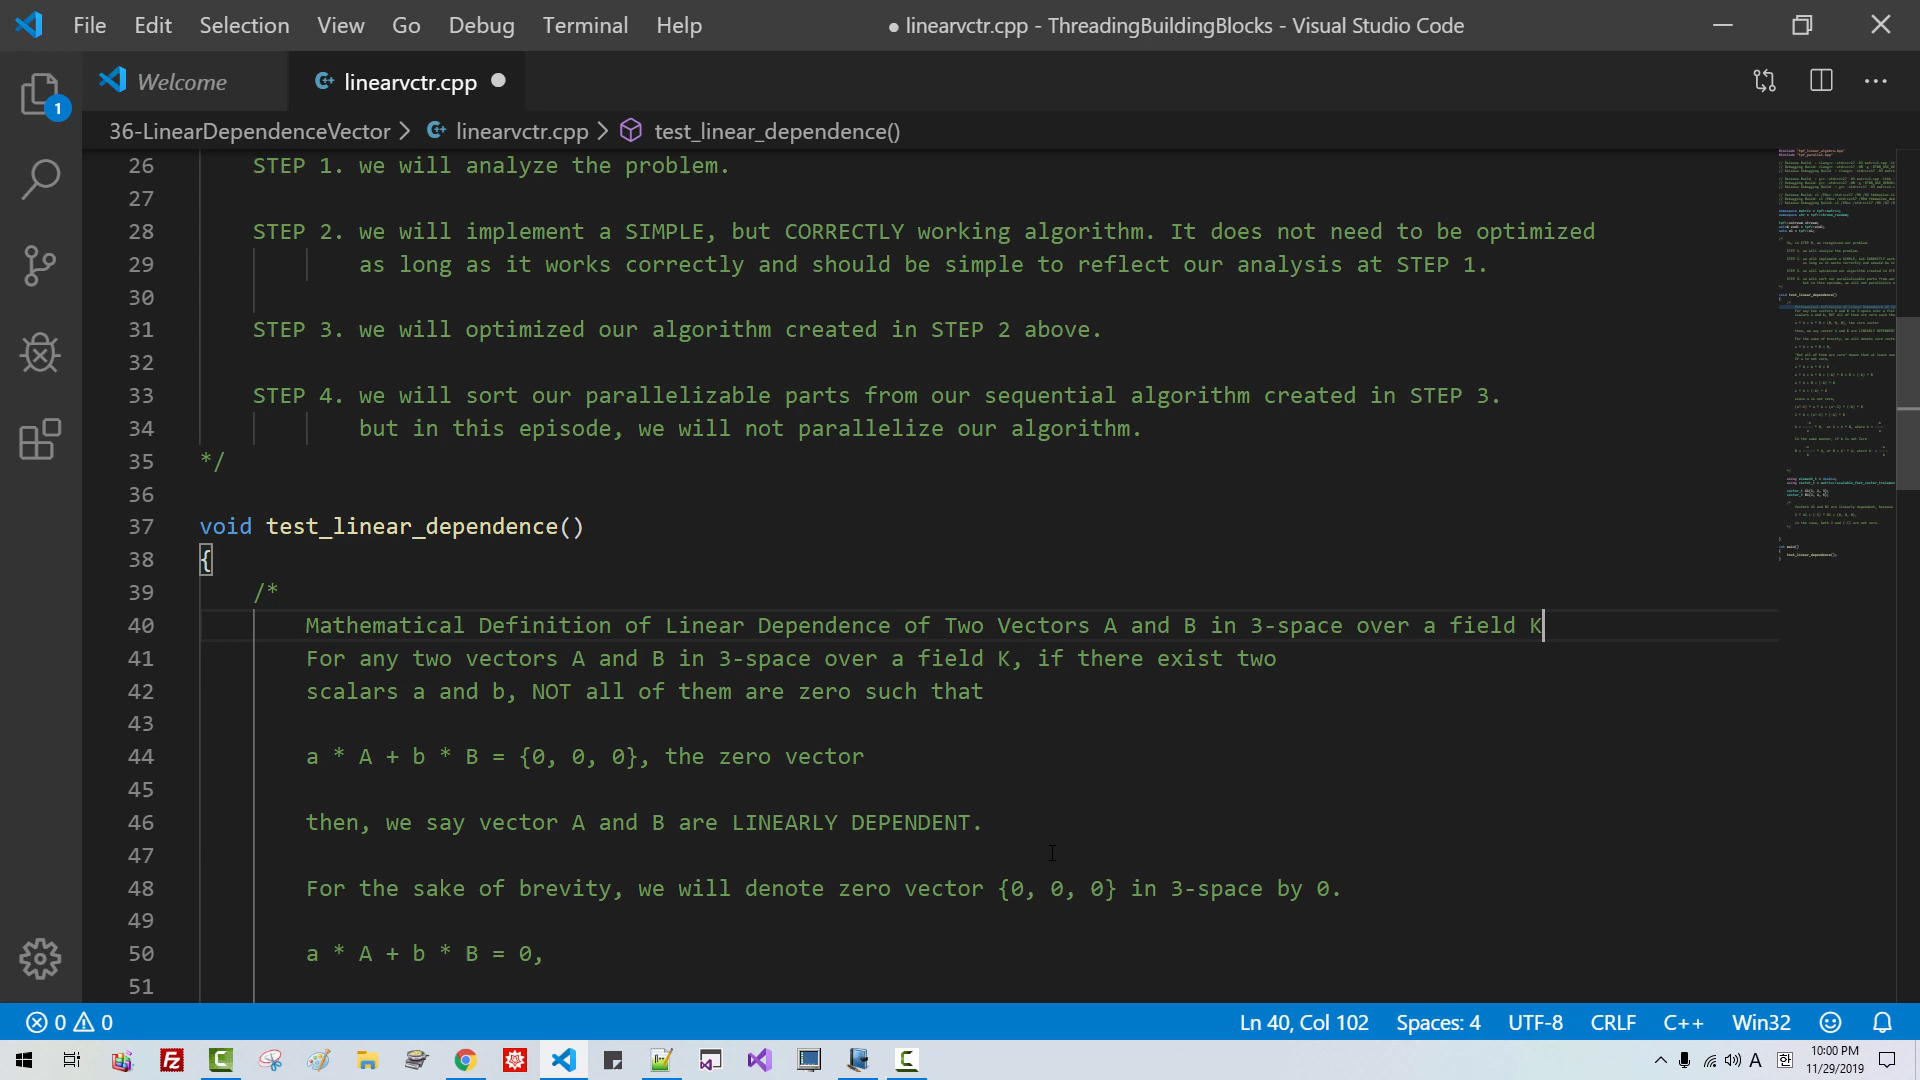 File Edit Selection View Go Debug Terminal Help ● linearvctr.cpp - ThreadingBuildingBlocks - Visual Studio Code
1
Welcome linearvctr.cpp ●
36-LinearDependenceVector > linearvctr.cpp > test_linear_dependence()
26 STEP 1. we will analyze the problem.
27
28 STEP 2. we will implement a SIMPLE, but CORRECTLY working algorithm. It does not need to be optimized
29 as long as it works correctly and should be simple to reflect our analysis at STEP 1.
30
31 STEP 3. we will optimized our algorithm created in STEP 2 above.
32
33 STEP 4. we will sort our parallelizable parts from our sequential algorithm created in STEP 3.
34 but in this episode, we will not parallelize our algorithm.
35 */
36
37 void test_linear_dependence()
38 {
39 /*
40 Mathematical Definition of Linear Dependence of Two Vectors A and B in 3-space over a field K
41 For any two vectors A and B in 3-space over a field K, if there exist two
42 scalars a and b, NOT all of them are zero such that
43
44 a * A + b * B = {0, 0, 0}, the zero vector
45
46 then, we say vector A and B are LINEARLY DEPENDENT.
47
48 For the sake of brevity, we will denote zero vector {0, 0, 0} in 3-space by 0.
49
50 a * A + b * B = 0,
51
0 0 Ln 40, Col 102 Spaces: 4 UTF-8 CRLF C++ Win32
A 한 10:00 PM
11/29/2019